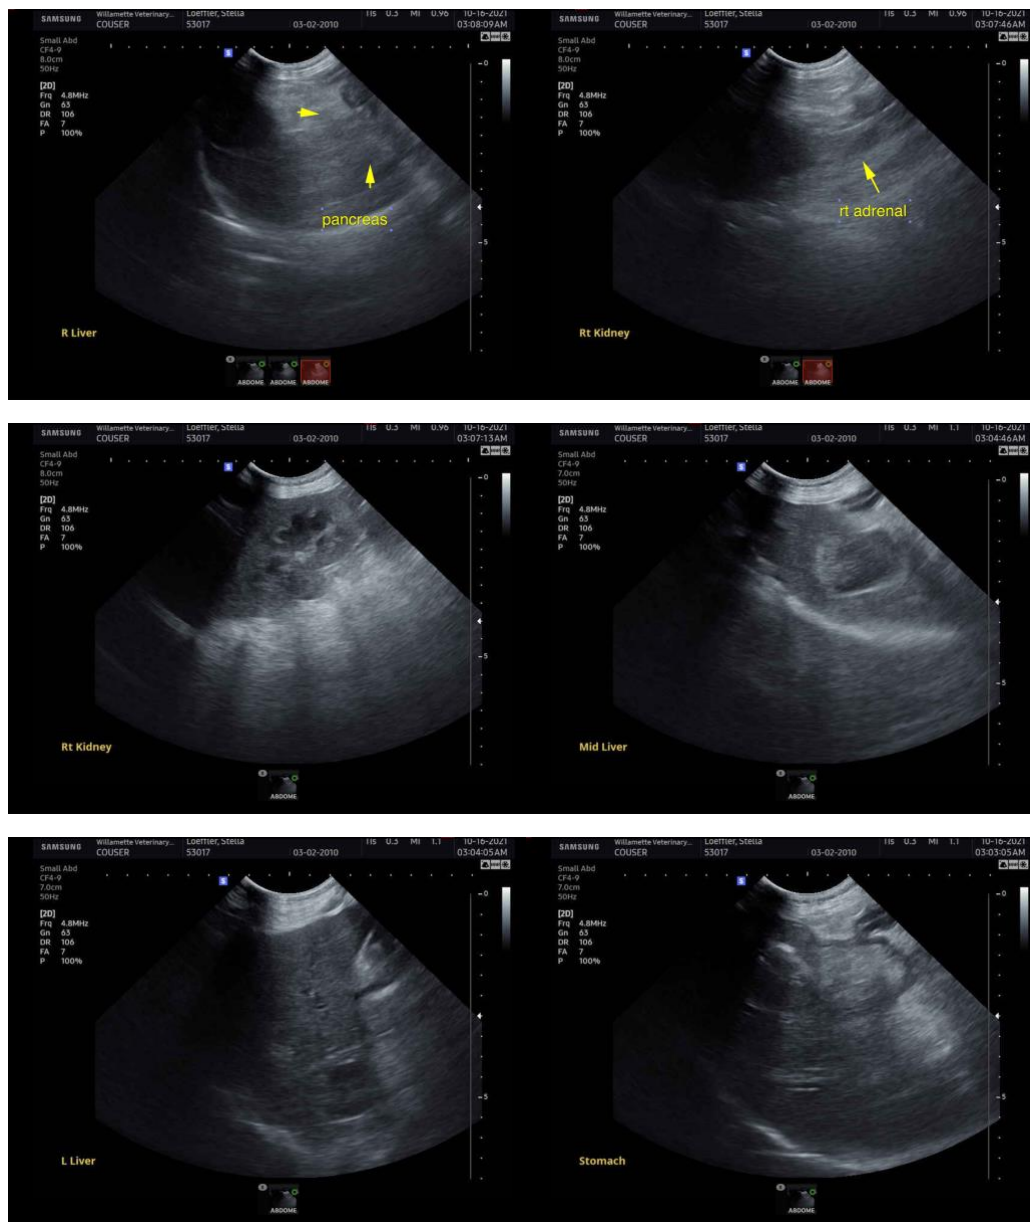 SAMSUNG Willamette Veterinary... Loeffler, Stella TIs 0.3 MI 0.96 10-16-2021
COUSER 53017 03-02-2010 03:08:09AM
Small Abd
CF4-9
8.0cm
50Hz
[2D]
Frq 4.8MHz
Gn 63
DR 106
FA 7
P 100%
0
5
pancreas
R Liver
ABDOME ABDOME ABDOME
SAMSUNG Willamette Veterinary... Loeffler, Stella TIs 0.3 MI 0.96 10-16-2021
COUSER 53017 03-02-2010 03:07:46AM
Small Abd
CF4-9
8.0cm
50Hz
[2D]
Frq 4.8MHz
Gn 63
DR 106
FA 7
P 100%
0
5
rt adrenal
Rt Kidney
ABDOME ABDOME
SAMSUNG Willamette Veterinary... Loeffler, Stella TIs 0.3 MI 0.96 10-16-2021
COUSER 53017 03-02-2010 03:07:13AM
Small Abd
CF4-9
8.0cm
50Hz
[2D]
Frq 4.8MHz
Gn 63
DR 106
FA 7
P 100%
0
5
Rt Kidney
ABDOME
SAMSUNG Willamette Veterinary... Loeffler, Stella TIs 0.3 MI 1.1 10-16-2021
COUSER 53017 03-02-2010 03:04:46AM
Small Abd
CF4-9
7.0cm
50Hz
[2D]
Frq 4.8MHz
Gn 63
DR 106
FA 7
P 100%
0
5
Mid Liver
ABDOME
SAMSUNG Willamette Veterinary... Loeffler, Stella TIs 0.3 MI 1.1 10-16-2021
COUSER 53017 03-02-2010 03:04:05AM
Small Abd
CF4-9
7.0cm
50Hz
[2D]
Frq 4.8MHz
Gn 63
DR 106
FA 7
P 100%
0
5
L Liver
ABDOME
SAMSUNG Willamette Veterinary... Loeffler, Stella TIs 0.3 MI 1.1 10-16-2021
COUSER 53017 03-02-2010 03:03:05AM
Small Abd
CF4-9
7.0cm
50Hz
[2D]
Frq 4.8MHz
Gn 63
DR 106
FA 7
P 100%
0
5
Stomach
ABDOME